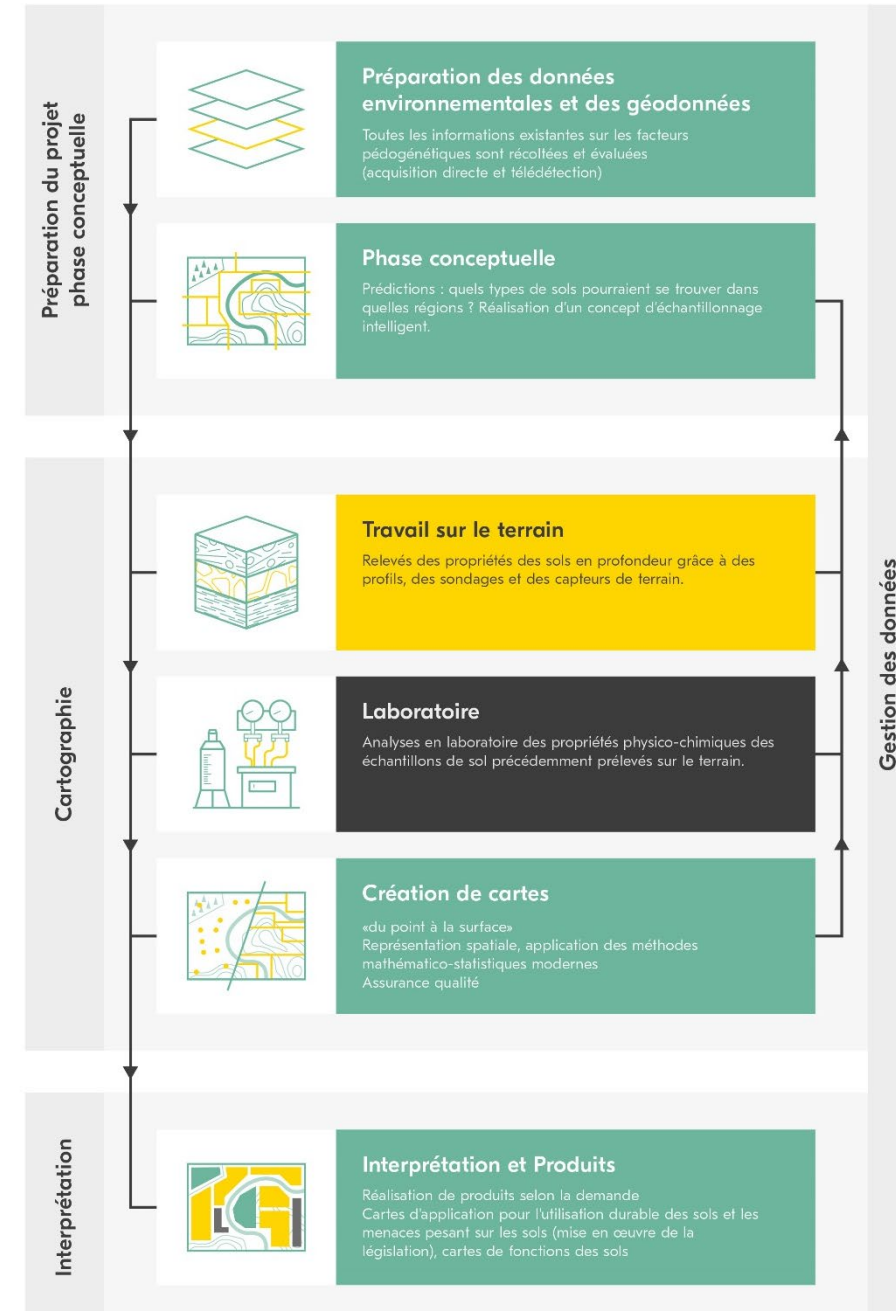 Préparation du projet
phase conceptuelle
Préparation des données
environnementales et des géodonnées
Toutes les informations existantes sur les facteurs
pédogénétiques sont récoltées et évaluées
(acquisition directe et télédétection)
Phase conceptuelle
Prédictions : quels types de sols pourraient se trouver dans
quelles régions ? Réalisation d'un concept d'échantillonnage
intelligent.
Cartographie
Travail sur le terrain
Relevés des propriétés des sols en profondeur grâce à des
profils, des sondages et des capteurs de terrain.
Laboratoire
Analyses en laboratoire des propriétés physico-chimiques des
échantillons de sol précédemment prélevés sur le terrain.
Création de cartes
«du point à la surface»
Représentation spatiale, application des méthodes
mathématico-statistiques modernes
Assurance qualité
Gestion des données
Interprétation
Interprétation et Produits
Réalisation de produits selon la demande
Cartes d'application pour l'utilisation durable des sols et les
menaces pesant sur les sols (mise en œuvre de la
législation), cartes de fonctions des sols